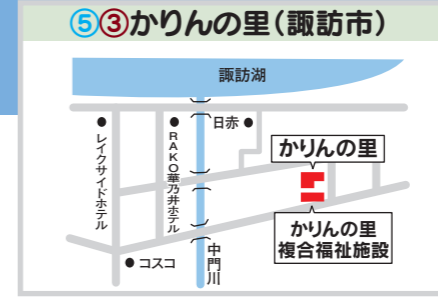 ⑤③かりんの里(諏訪市)
諏訪湖
日赤
レイクサイドホテル
RAKO華乃井ホテル
かりんの里
かりんの里
複合福祉施設
中門川
コスコ